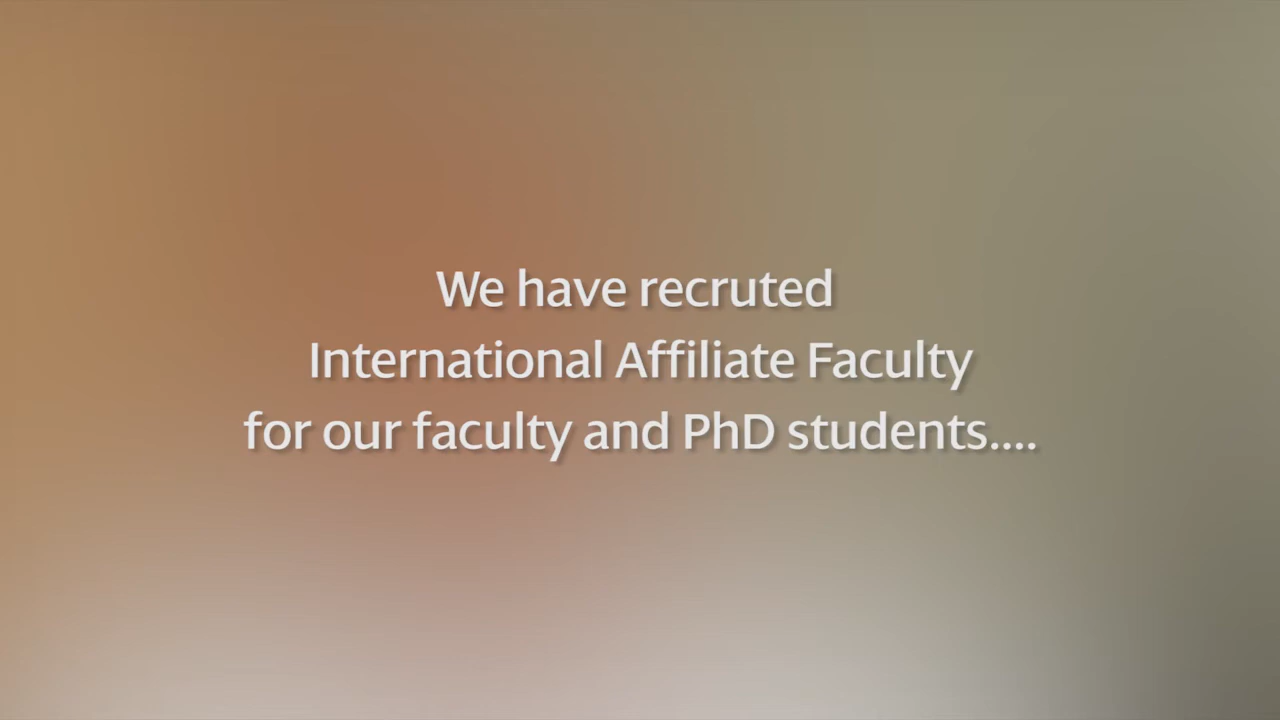 We have recruted
International Affiliate Faculty
for our faculty and PhD students....